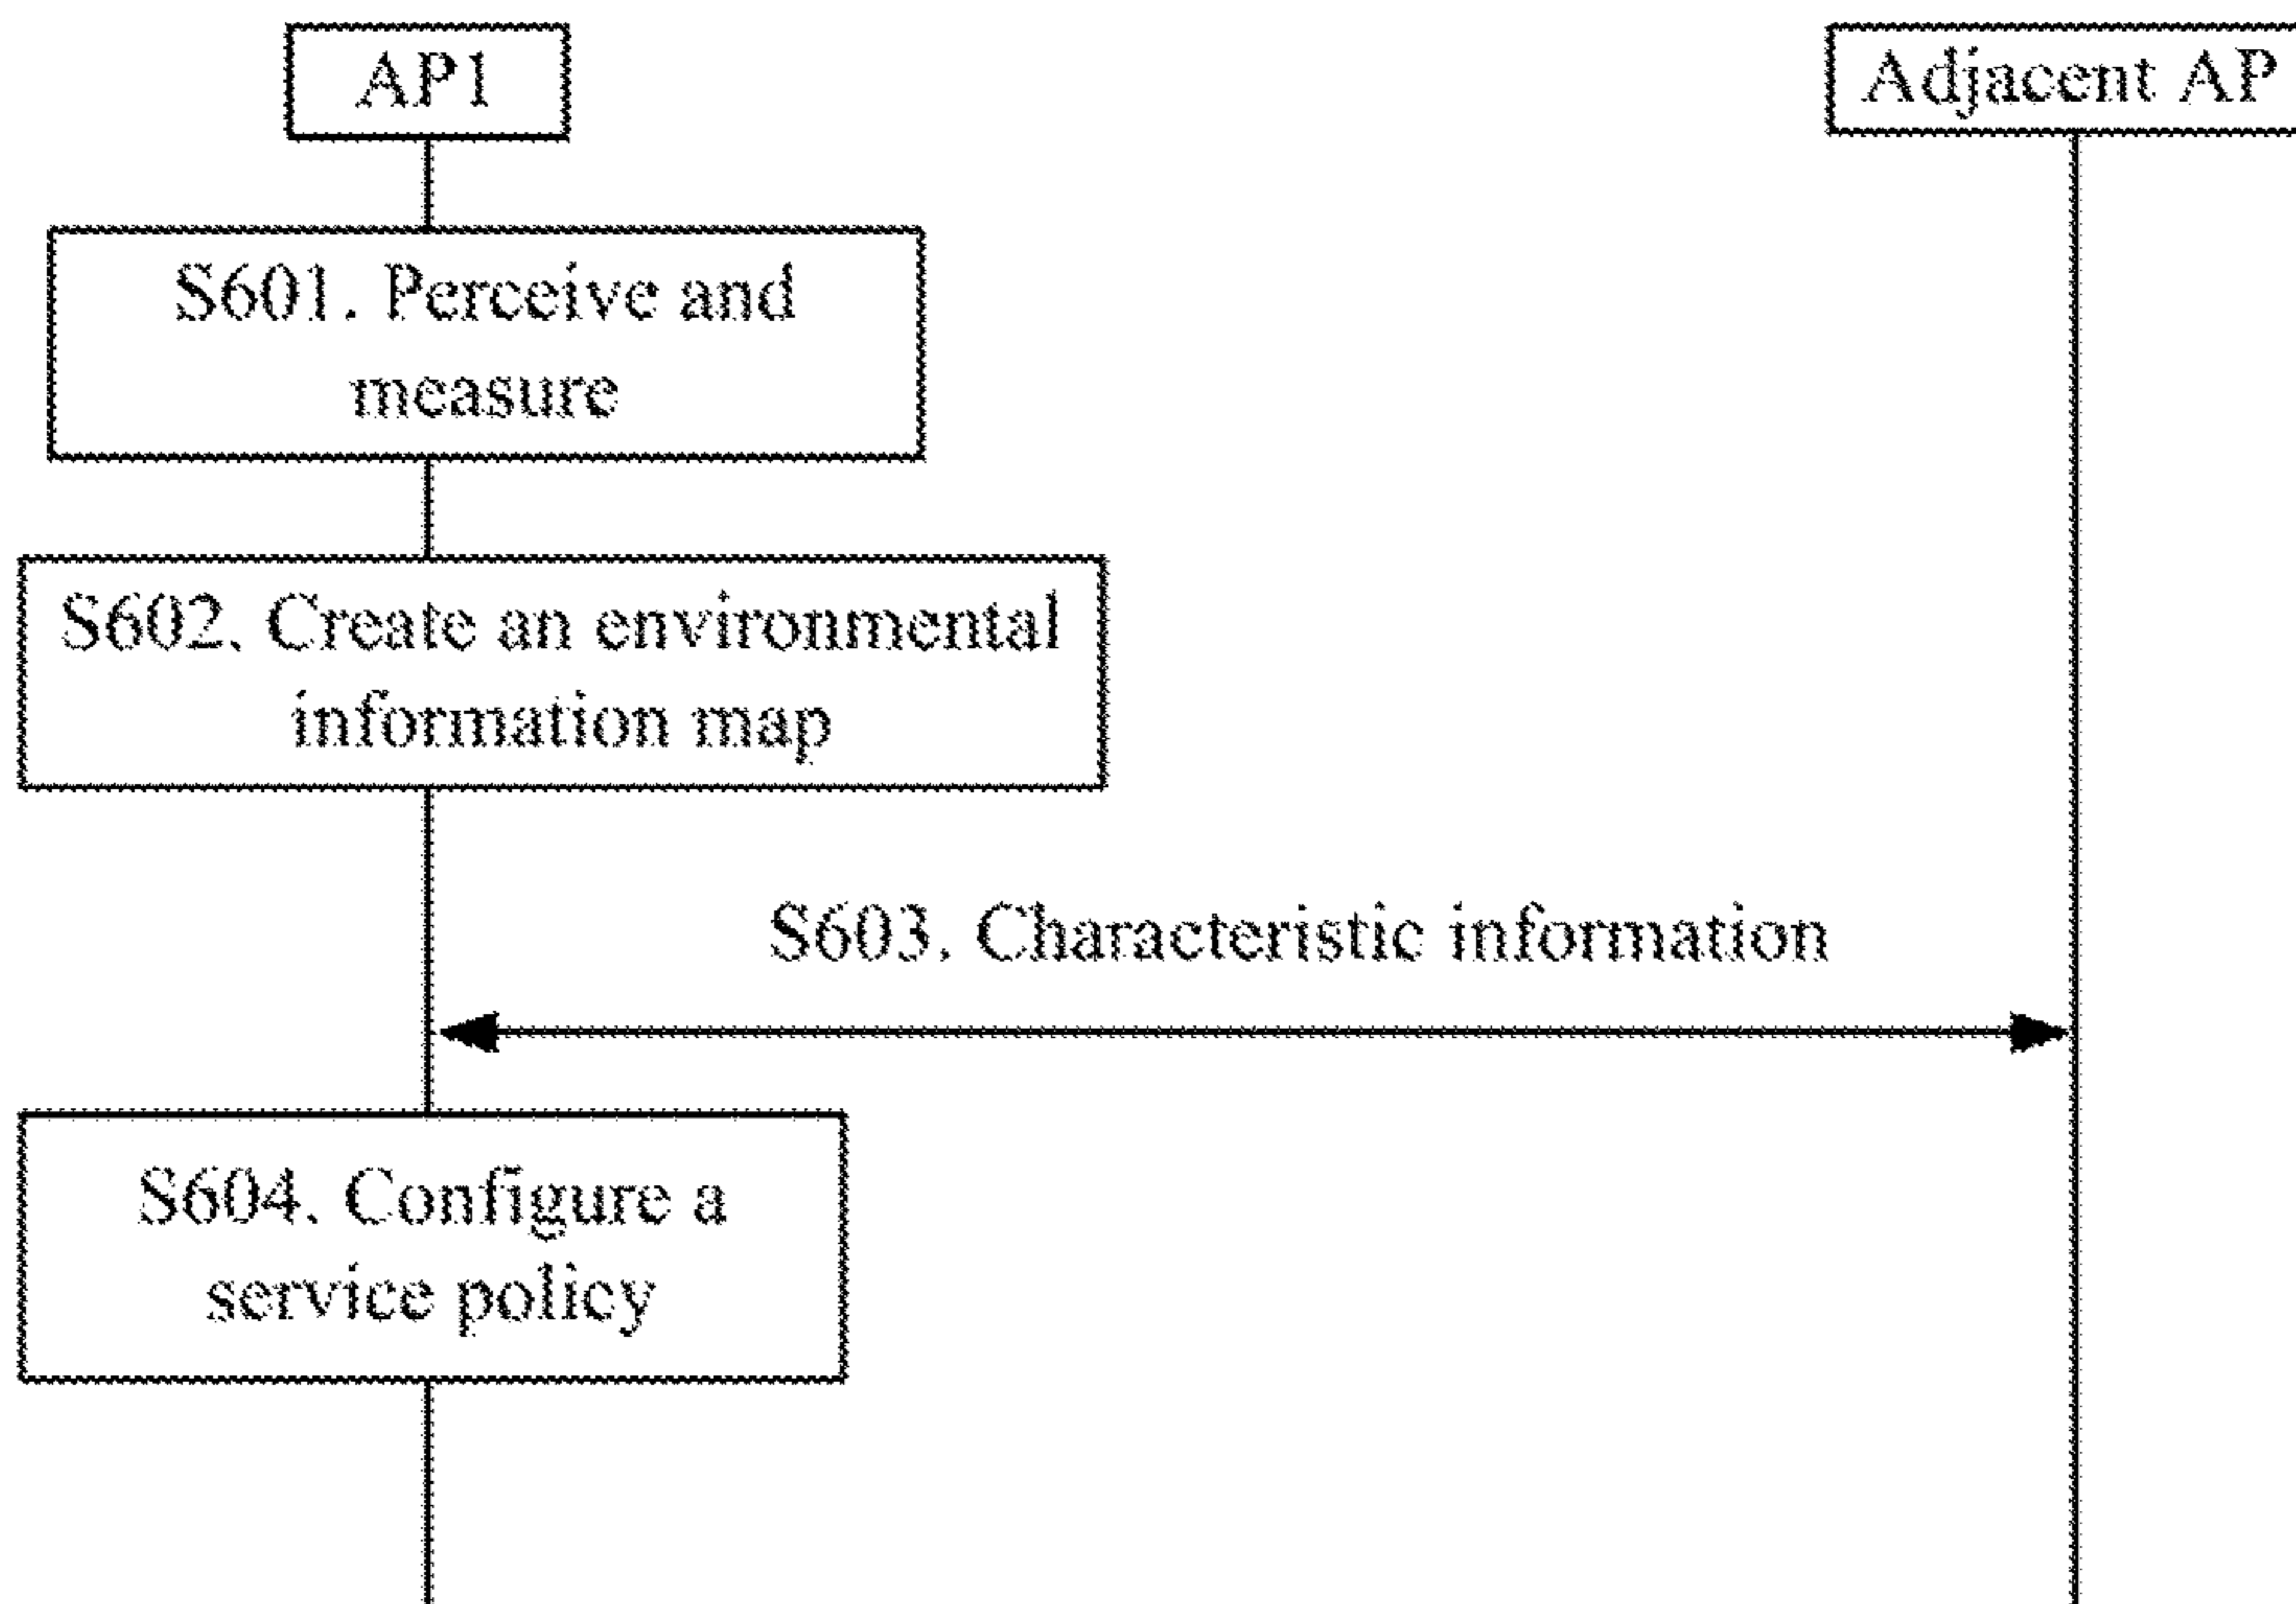 AP1
Adjacent AP
S601. Perceive and
measure
S602. Create an environmental
information map
S603. Characteristic information
S604. Configure a
service policy